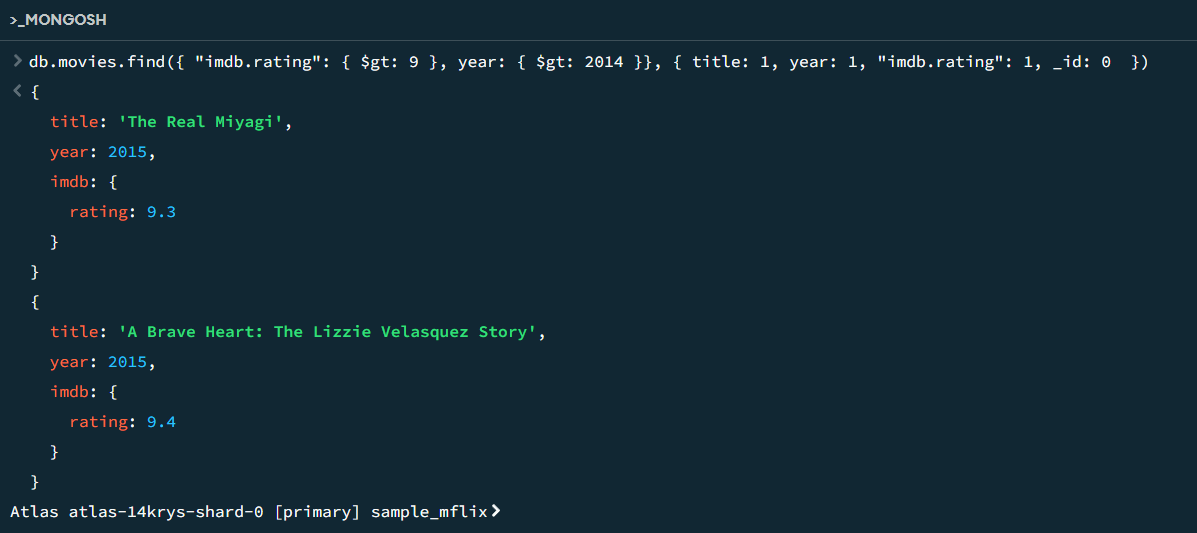 >_MONGOSH
> db.movies.find({ "imdb.rating": { $gt: 9 }, year: { $gt: 2014 }}, { title: 1, year: 1, "imdb.rating": 1, _id: 0  })
< {
    title: 'The Real Miyagi',
    year: 2015,
    imdb: {
      rating: 9.3
    }
  }
  {
    title: 'A Brave Heart: The Lizzie Velasquez Story',
    year: 2015,
    imdb: {
      rating: 9.4
    }
  }
Atlas atlas-14krys-shard-0 [primary] sample_mflix>